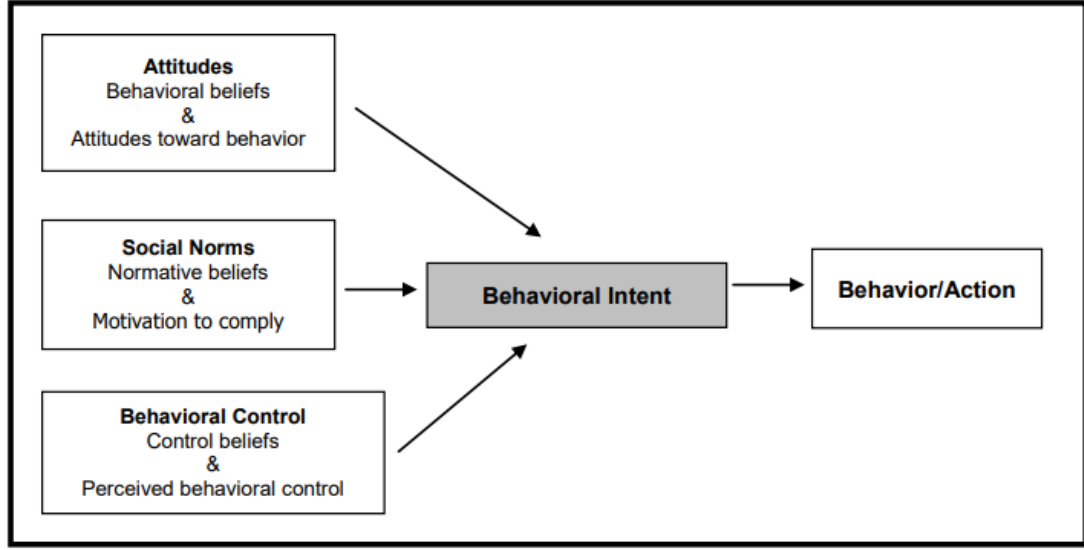 Attitudes
Behavioral beliefs
&
Attitudes toward behavior
Social Norms
Normative beliefs
&
Motivation to comply
Behavioral Control
Control beliefs
&
Perceived behavioral control
Behavioral Intent
Behavior/Action